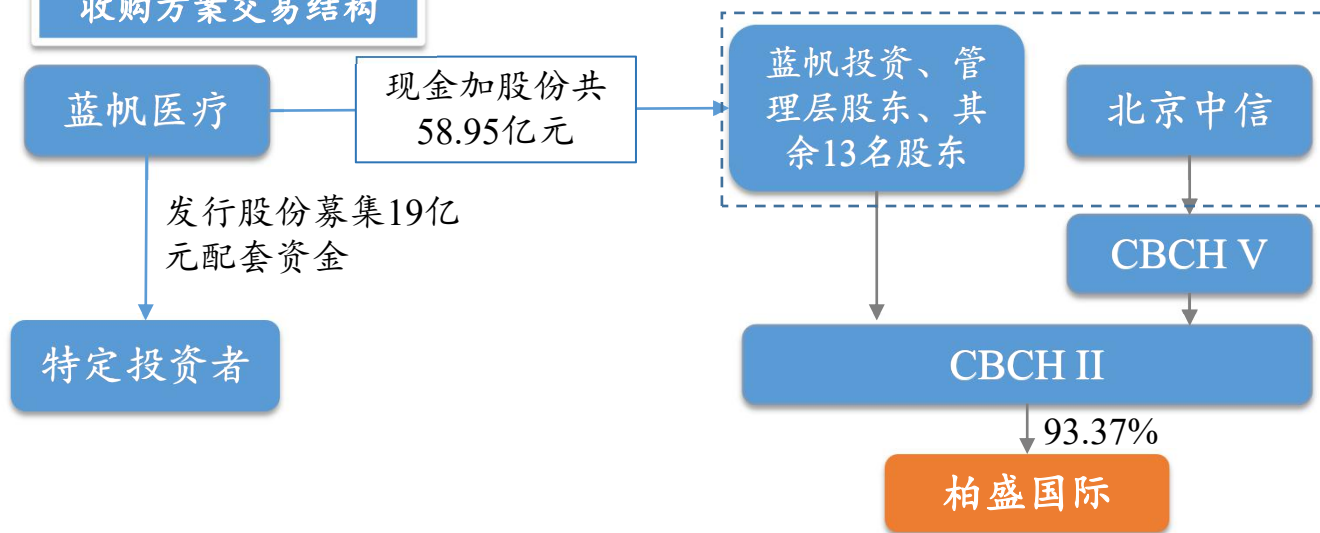 收购方案交易结构
蓝帆医疗
现金加股份共
58.95亿元
蓝帆投资、管
理层股东、其
余13名股东
北京中信
发行股份募集19亿
元配套资金
CBCH V
特定投资者
CBCH II
93.37%
柏盛国际